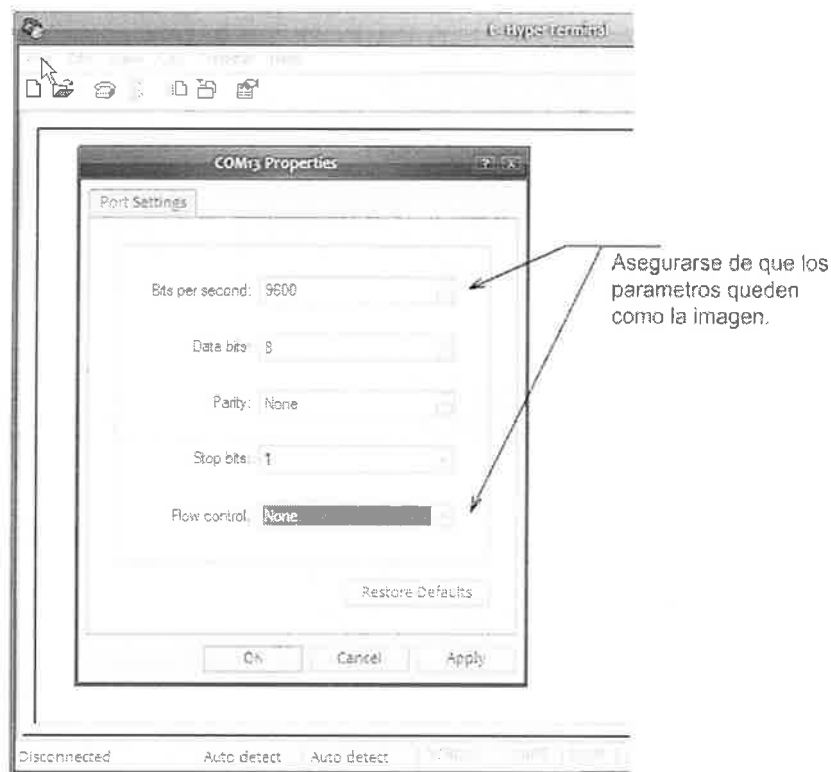 Hyper terminal
COM13 Properties
Port Settings
Bits per second: 9600
Data bits: 8
Parity: None
Stop bits: 1
Flow control: None
Restore Defaults
OK Cancel Apply
Asegurarse de que los
parametros queden
como la imagen.
Disconnected Auto detect Auto detect